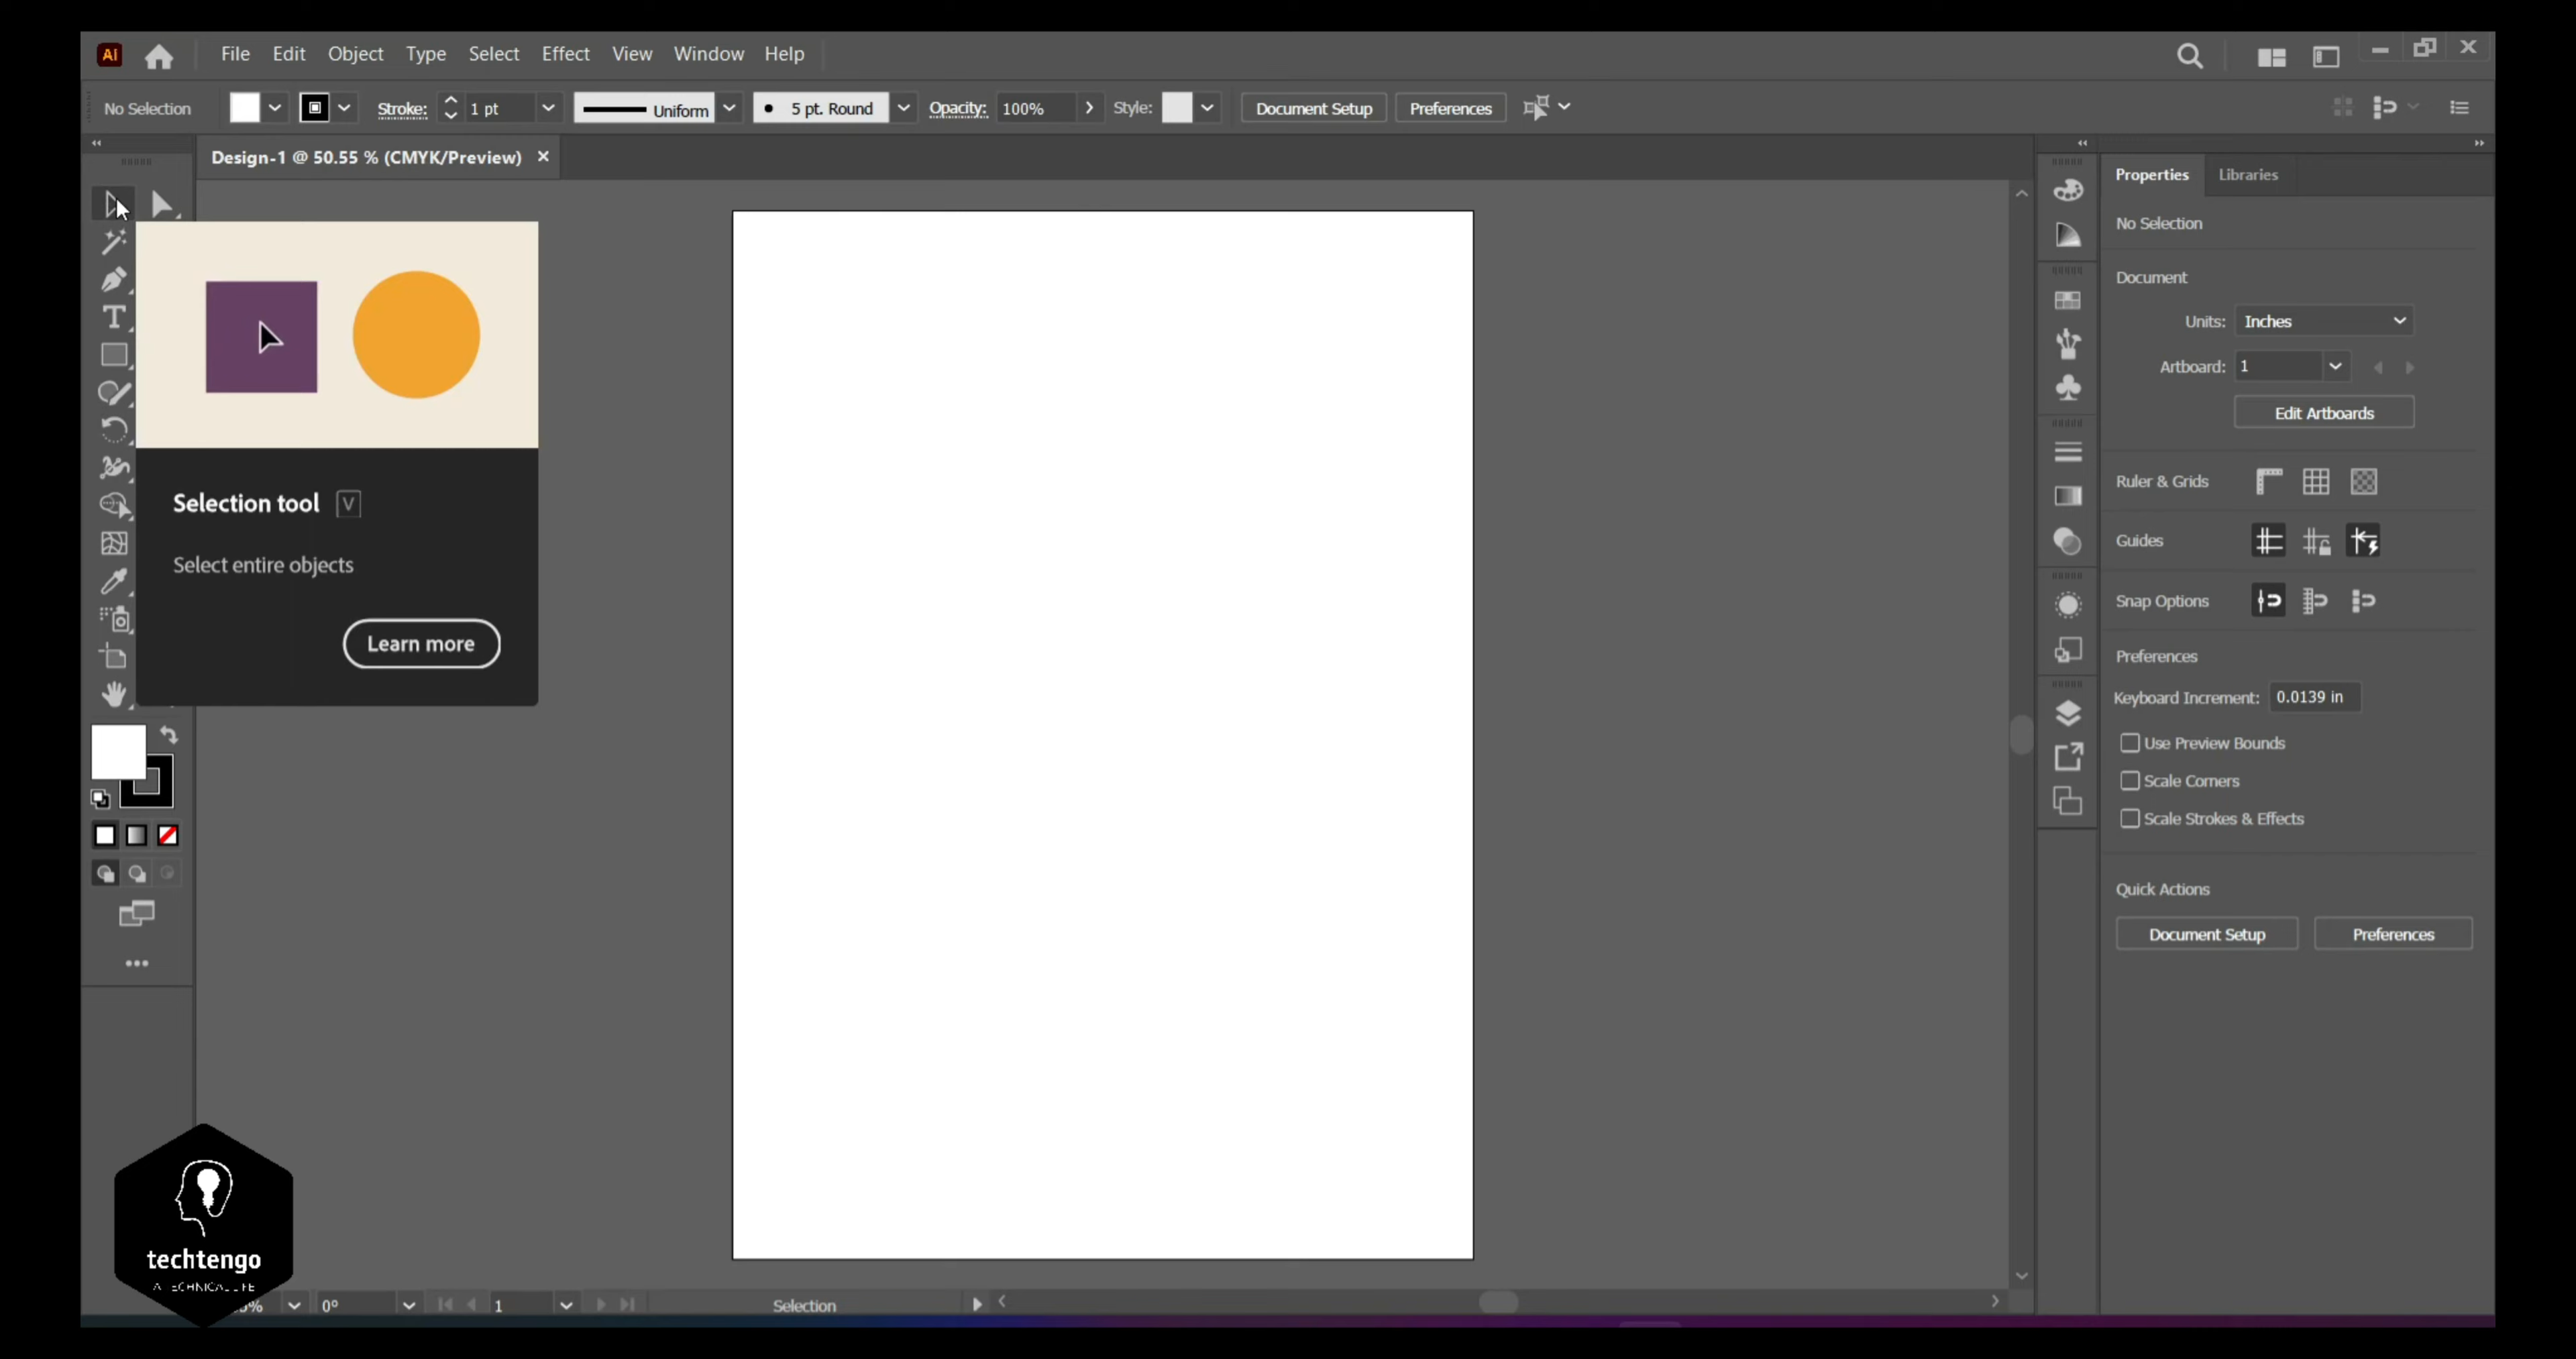 Ai File Edit Object Type Select Effect View Window Help
No Selection Stroke: 1 pt Uniform 5 pt. Round Opacity: 100% Style: Document Setup Preferences
Design-1 @ 50.55 % (CMYK/Preview)
Properties Libraries
No Selection
Document
Units: Inches
Artboard: 1
Edit Artboards
Ruler & Grids
Guides
Snap Options
Preferences
Keyboard Increment: 0.0139 in
Use Preview Bounds
Scale Corners
Scale Strokes & Effects
Quick Actions
Document Setup Preferences
Selection tool V
Select entire objects
Learn more
techtengo
0° 1 Selection